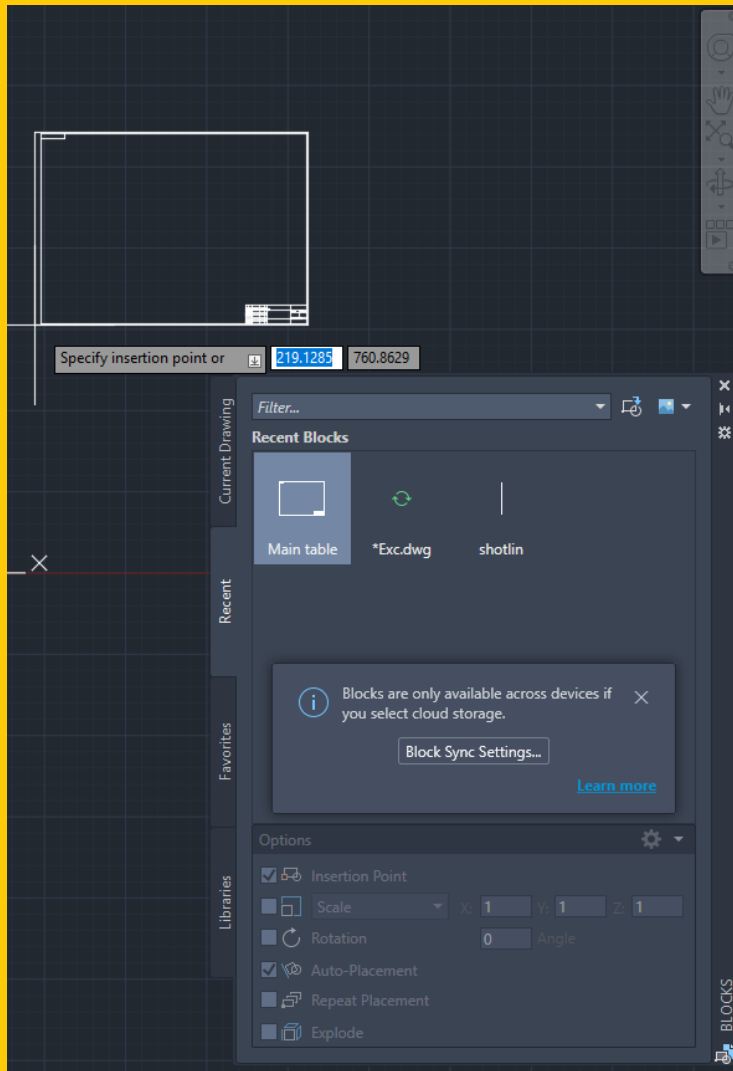 Specify insertion point or 219.1285 760.8629
Filter...
Recent Blocks
Current Drawing
Recent
Favorites
Libraries
Main table *Exc.dwg shotlin
Blocks are only available across devices if
you select cloud storage.
Block Sync Settings...
Learn more
Options
Insertion Point
Scale X: 1 Y: 1 Z: 1
Rotation 0 Angle
Auto-Placement
Repeat Placement
Explode
BLOCKS